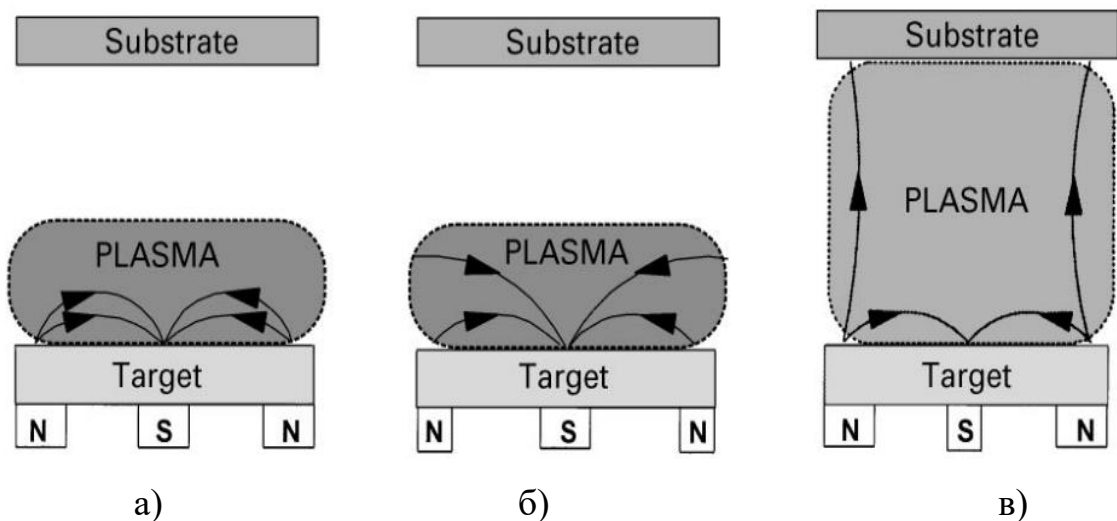 Substrate
PLASMA
Target
N S N
а)
Substrate
PLASMA
Target
N S N
б)
Substrate
PLASMA
Target
N S N
в)